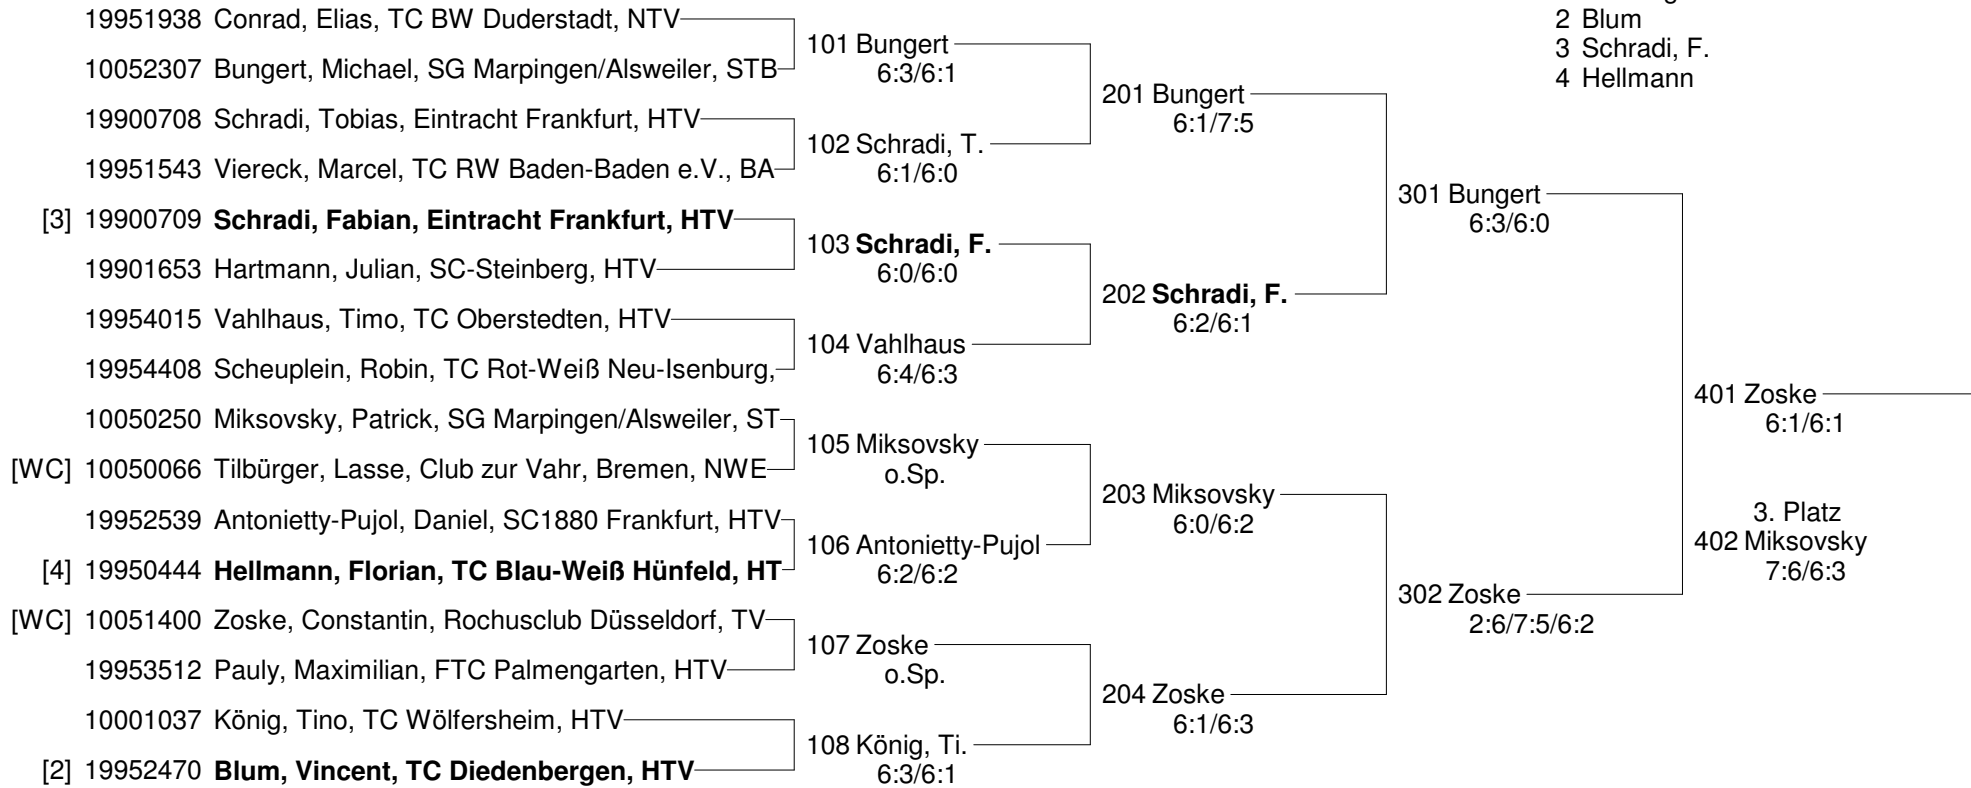 19951938 Conrad, Elias, TC BW Duderstadt, NTV
10052307 Bungert, Michael, SG Marpingen/Alsweiler, STB
19900708 Schradi, Tobias, Eintracht Frankfurt, HTV
19951543 Viereck, Marcel, TC RW Baden-Baden e.V., BA
[3] 19900709 Schradi, Fabian, Eintracht Frankfurt, HTV
19901653 Hartmann, Julian, SC-Steinberg, HTV
19954015 Vahlhaus, Timo, TC Oberstedten, HTV
19954408 Scheuplein, Robin, TC Rot-Weiß Neu-Isenburg,
10050250 Miksovsky, Patrick, SG Marpingen/Alsweiler, ST
[WC] 10050066 Tilbürger, Lasse, Club zur Vahr, Bremen, NWE
19952539 Antonietty-Pujol, Daniel, SC1880 Frankfurt, HTV
[4] 19950444 Hellmann, Florian, TC Blau-Weiß Hünfeld, HT
[WC] 10051400 Zoske, Constantin, Rochusclub Düsseldorf, TV
19953512 Pauly, Maximilian, FTC Palmengarten, HTV
10001037 König, Tino, TC Wölfersheim, HTV
[2] 19952470 Blum, Vincent, TC Diedenbergen, HTV
101 Bungert
6:3/6:1
102 Schradi, T.
6:1/6:0
103 Schradi, F.
6:0/6:0
104 Vahlhaus
6:4/6:3
105 Miksovsky
o.Sp.
106 Antonietty-Pujol
6:2/6:2
107 Zoske
o.Sp.
108 König, Ti.
6:3/6:1
201 Bungert
6:1/7:5
202 Schradi, F.
6:2/6:1
203 Miksovsky
6:0/6:2
204 Zoske
6:1/6:3
301 Bungert
6:3/6:0
302 Zoske
2:6/7:5/6:2
401 Zoske
6:1/6:1
3. Platz
402 Miksovsky
7:6/6:3
2 Blum
3 Schradi, F.
4 Hellmann